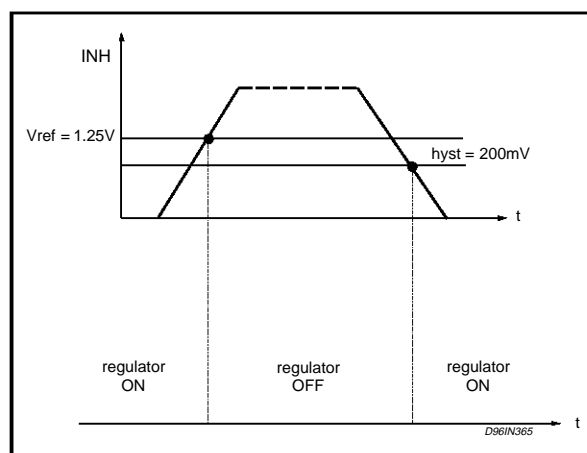 INH
Vref = 1.25V
hyst = 200mV
t
regulator
ON
regulator
OFF
regulator
ON
D96IN365
t